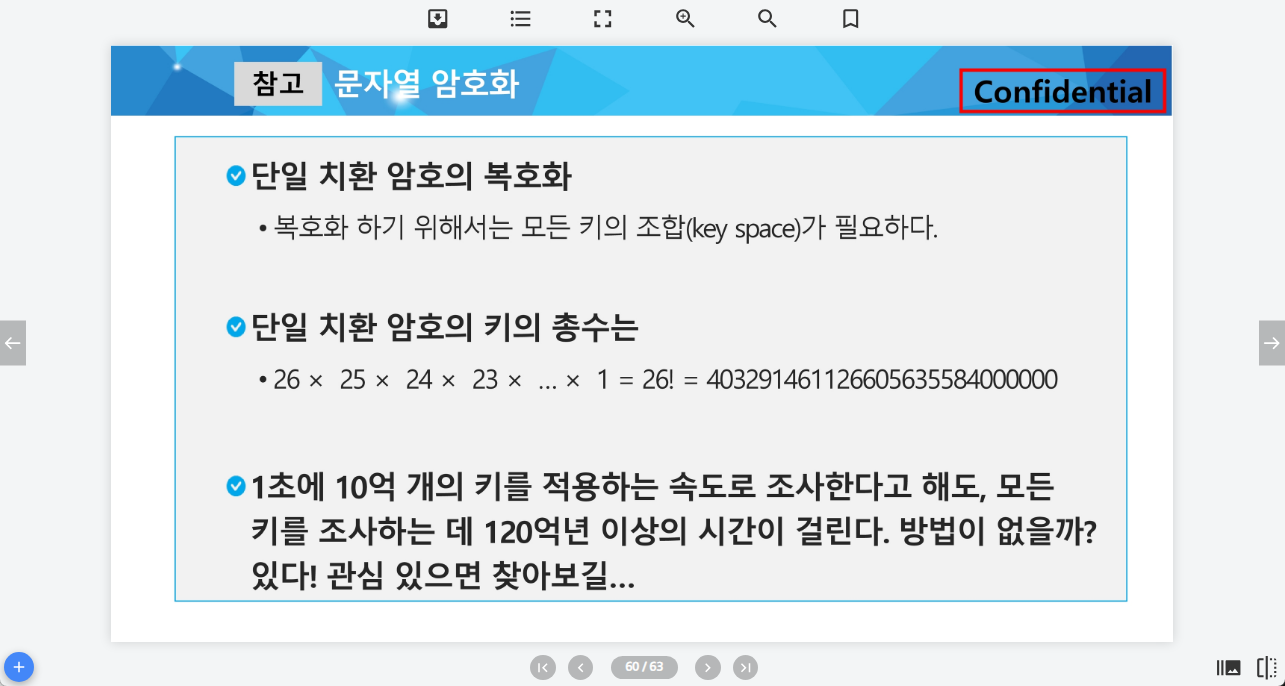 참고 문자열 암호화
Confidential
단일 치환 암호의 복호화
• 복호화 하기 위해서는 모든 키의 조합(key space)가 필요하다.
단일 치환 암호의 키의 총수는
• 26 × 25 × 24 × 23 × ... × 1 = 26! = 403291461126605635584000000
1초에 10억 개의 키를 적용하는 속도로 조사한다고 해도, 모든
키를 조사하는 데 120억년 이상의 시간이 걸린다. 방법이 없을까?
있다! 관심 있으면 찾아보길...
60 / 63